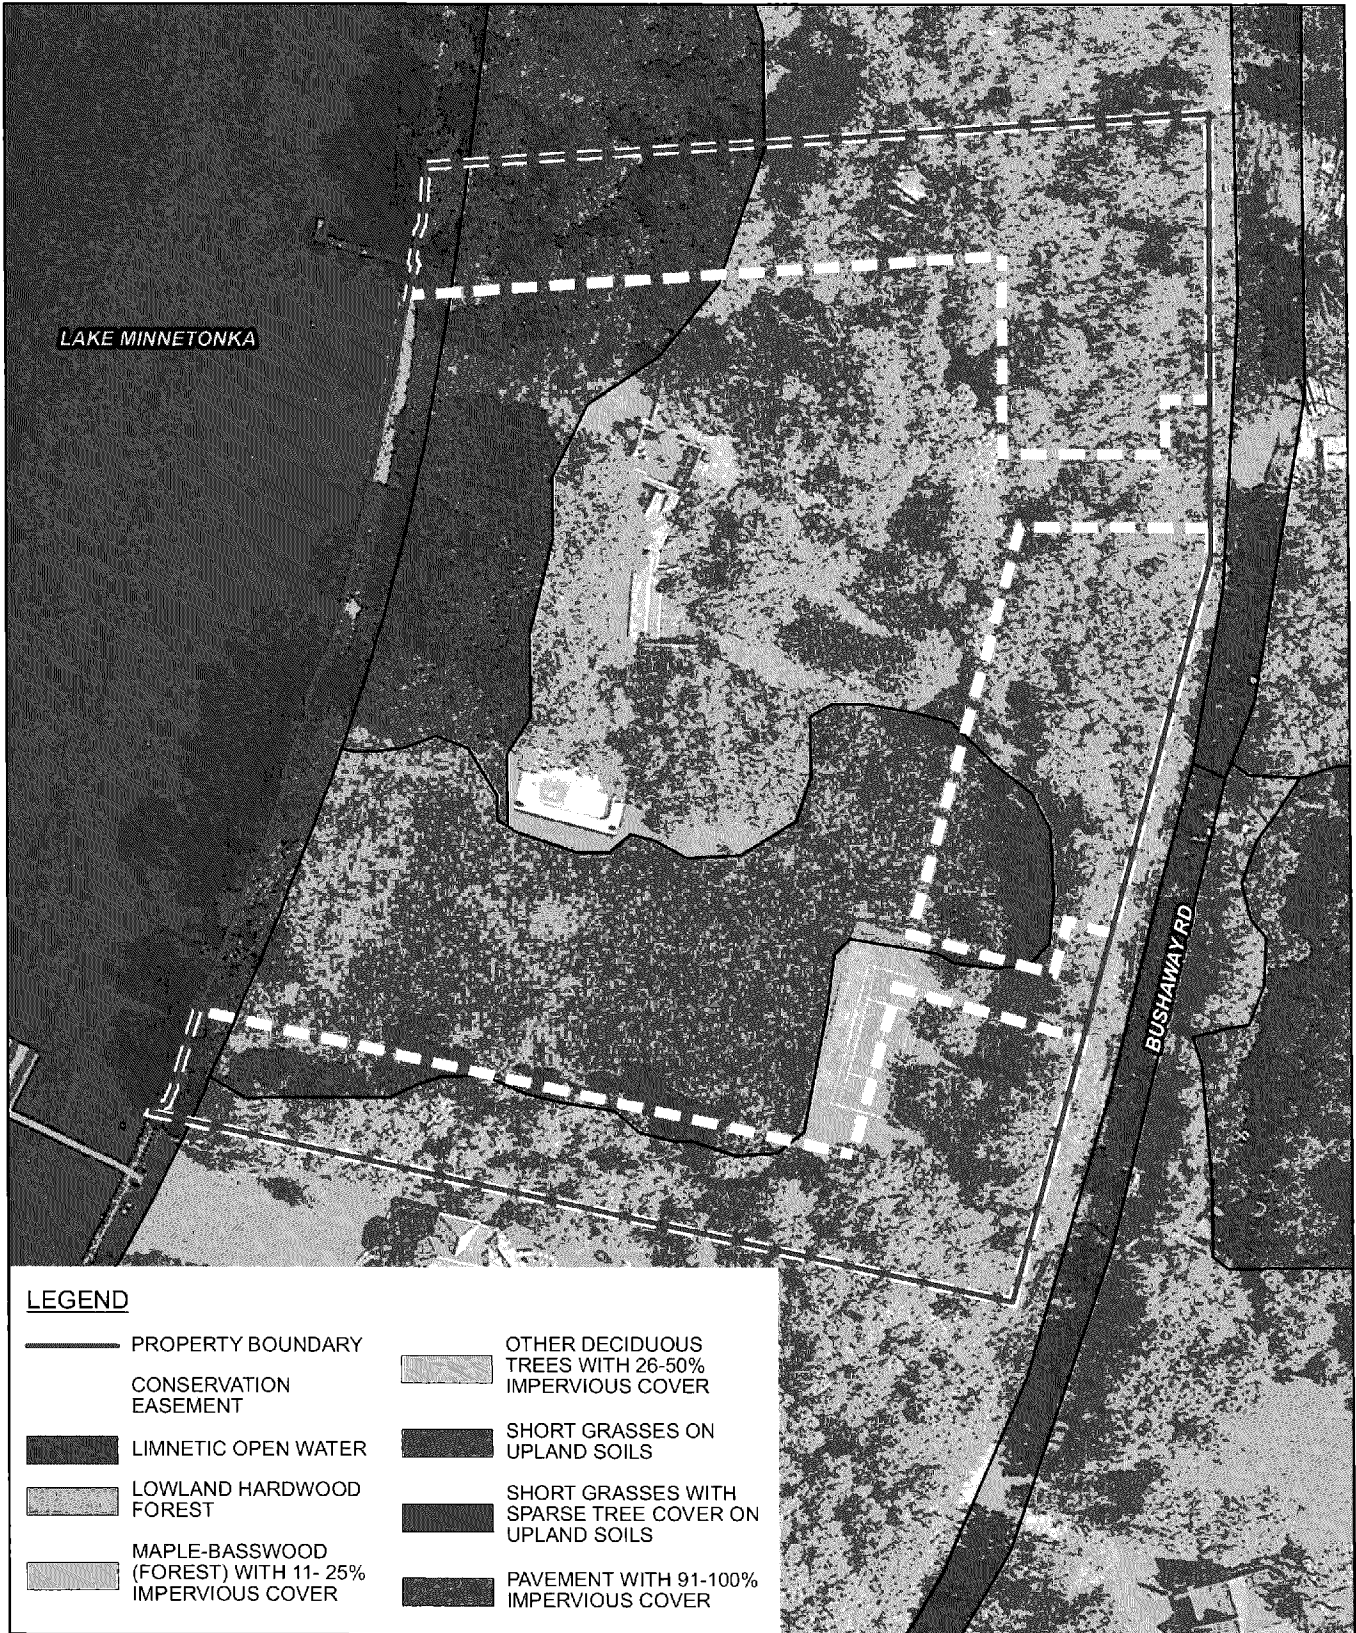 LAKE MINNETONKA
BUSHAWAY RD
LEGEND
PROPERTY BOUNDARY
CONSERVATION
EASEMENT
LIMNETIC OPEN WATER
LOWLAND HARDWOOD
FOREST
MAPLE-BASSWOOD
(FOREST) WITH 11- 25%
IMPERVIOUS COVER
OTHER DECIDUOUS
TREES WITH 26-50%
IMPERVIOUS COVER
SHORT GRASSES ON
UPLAND SOILS
SHORT GRASSES WITH
SPARSE TREE COVER ON
UPLAND SOILS
PAVEMENT WITH 91-100%
IMPERVIOUS COVER